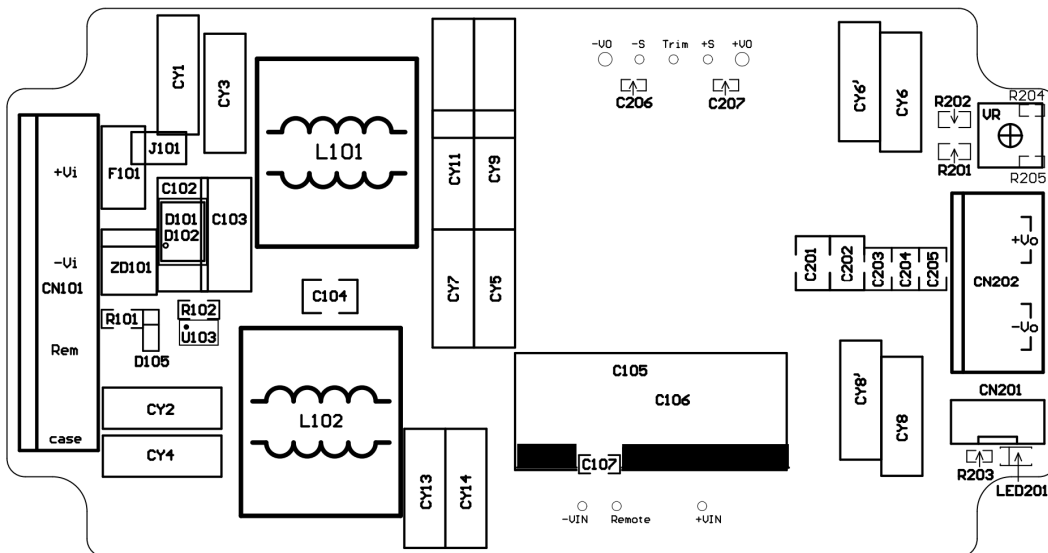 -VO -S Trim +S +VO
C206 C207
CY1
CY3
CY11
CY9
CY7
CY5
CY6'
CY6
R202
R204
VR
R201
R205
L101
+Vi
F101
J101
C102
D101
D102
C103
-Vi
CN101
ZD101
R101
R102
U103
D105
Rem
case
C104
CY2
CY4
L102
CY13
CY14
C105
C106
C107
-VIN Remote +VIN
C201
C202
C203
C204
C205
+Vo
CN202
-Vo
CY8'
CY8
CN201
R203
LED201